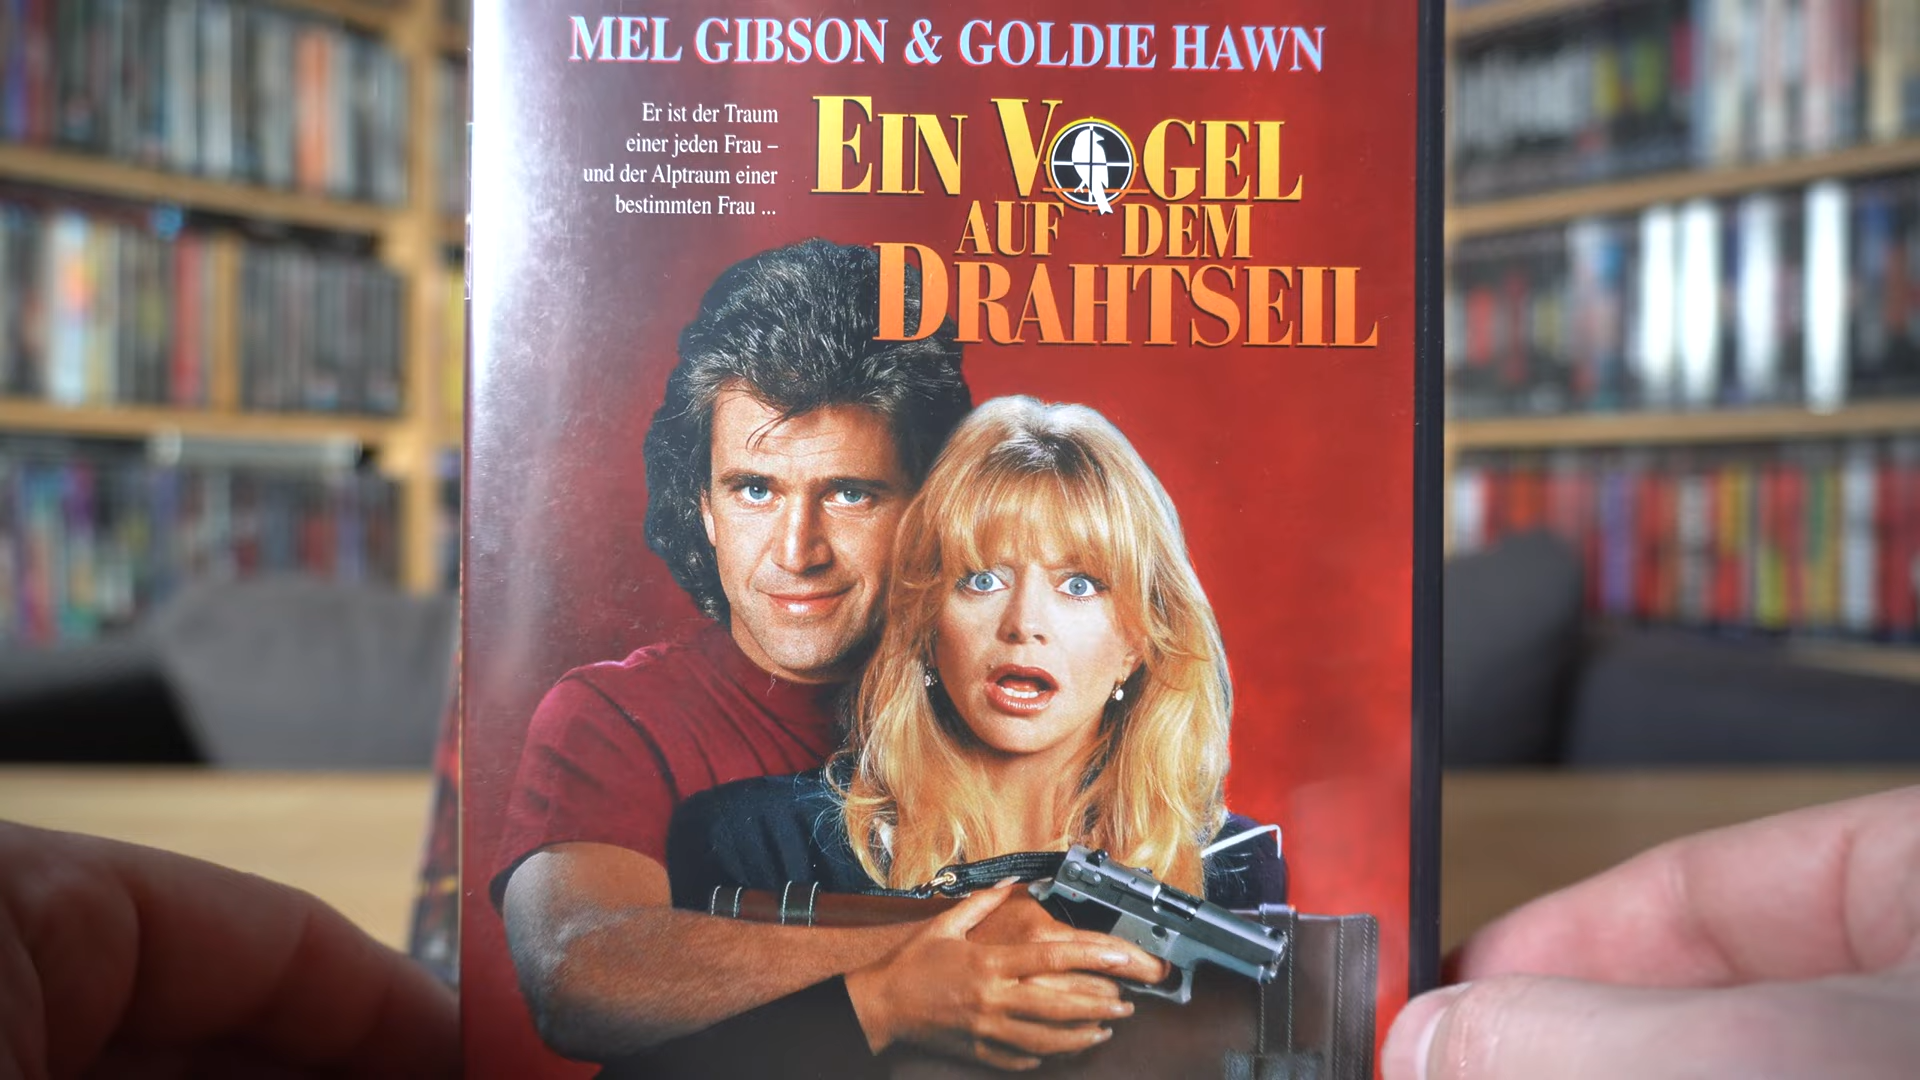 MEL GIBSON & GOLDIE HAWN
Er ist der Traum
einer jeden Frau –
und der Alptraum einer
bestimmten Frau ...
EIN VOGEL
AUF DEM
DRAHTSEIL